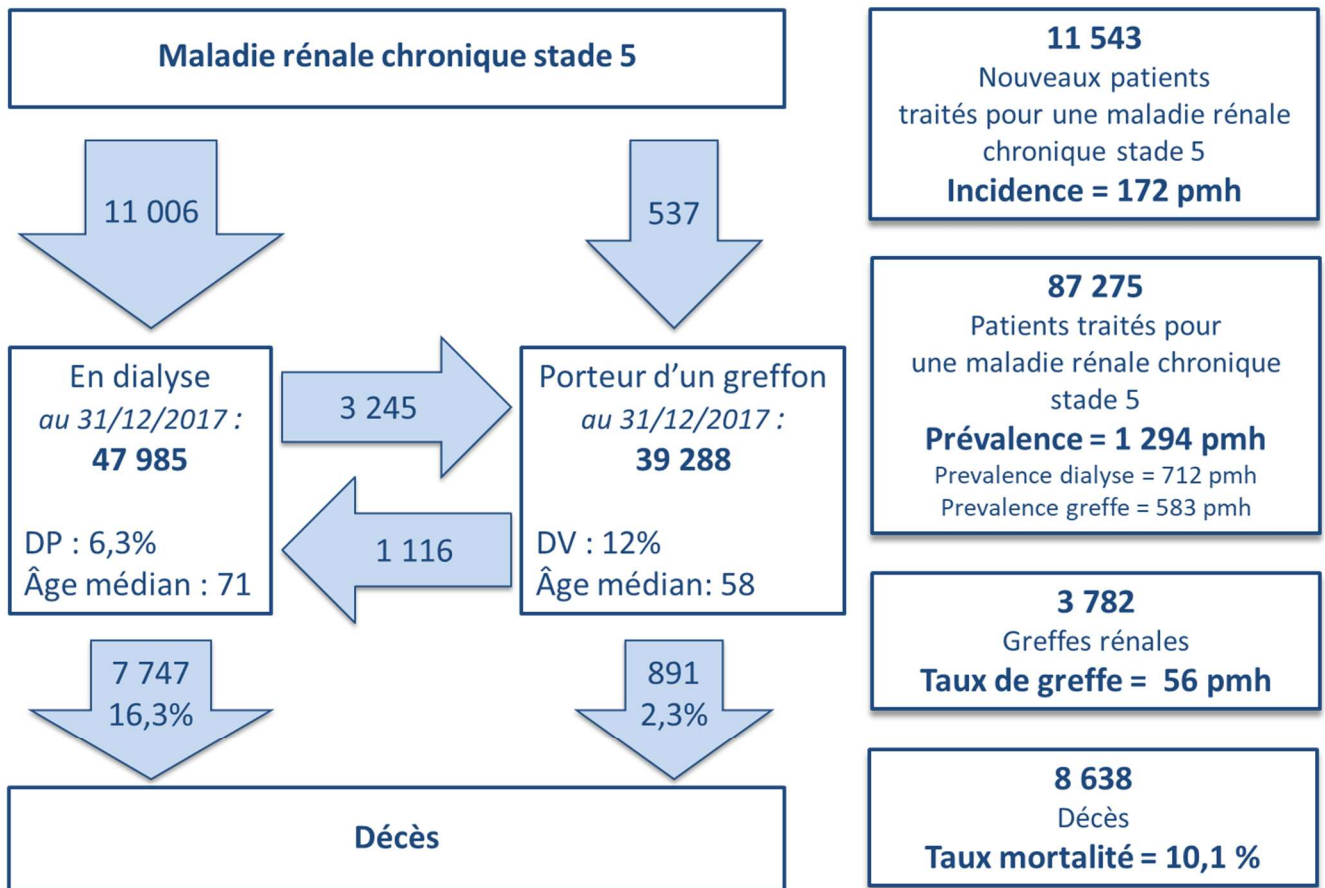 Maladie rénale chronique stade 5
11 006
537
En dialyse
au 31/12/2017 :
47 985
DP : 6,3%
Âge médian : 71
3 245
1 116
Porteur d’un greffon
au 31/12/2017 :
39 288
DV : 12%
Âge médian: 58
7 747
16,3%
891
2,3%
Décès
11 543
Nouveaux patients
traités pour une maladie rénale
chronique stade 5
Incidence = 172 pmh
87 275
Patients traités pour
une maladie rénale chronique
stade 5
Prévalence = 1 294 pmh
Prevalence dialyse = 712 pmh
Prevalence greffe = 583 pmh
3 782
Greffes rénales
Taux de greffe = 56 pmh
8 638
Décès
Taux mortalité = 10,1 %